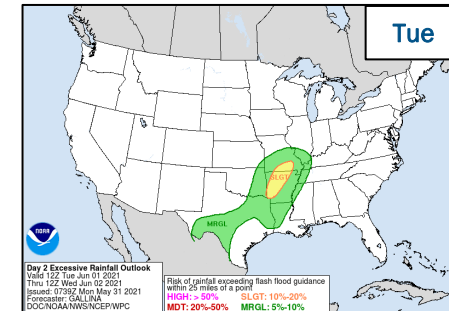 Tue
SLGT
MRGL
NOAA
Day 2 Excessive Rainfall Outlook
Valid 12Z Tue Jun 01 2021
Thru 12Z Wed Jun 02 2021
Issued: 0739Z Mon May 31 2021
Forecaster: GALLINA
DOC/NOAA/NWS/NCEP/WPC
Risk of rainfall exceeding flash flood guidance
within 25 miles of a point
HIGH: > 50% SLGT: 10%-20%
MDT: 20%-50% MRGL: 5%-10%